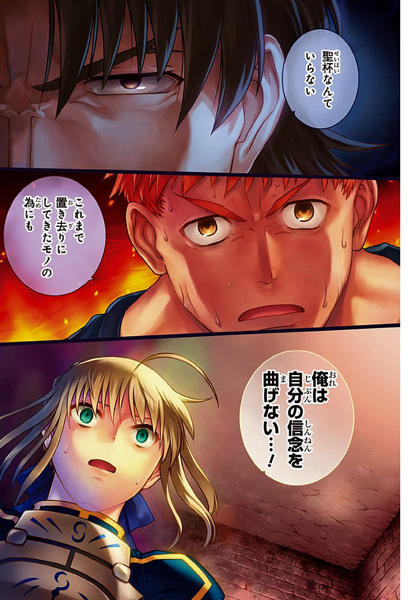 聖杯なんて
いらない
これまで
置き去りに
してきたモノの
為にも
俺は
自分の信念を
曲げない…！